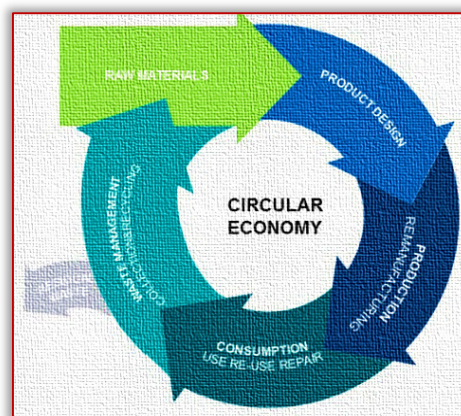 RAW MATERIALS
PRODUCT DESIGN
CIRCULAR
ECONOMY
PRODUCTION
REMANUFACTURING
CONSUMPTION
USE RE-USE REPAIR
WASTE MANAGEMENT
COLLECTION&RECYCLING